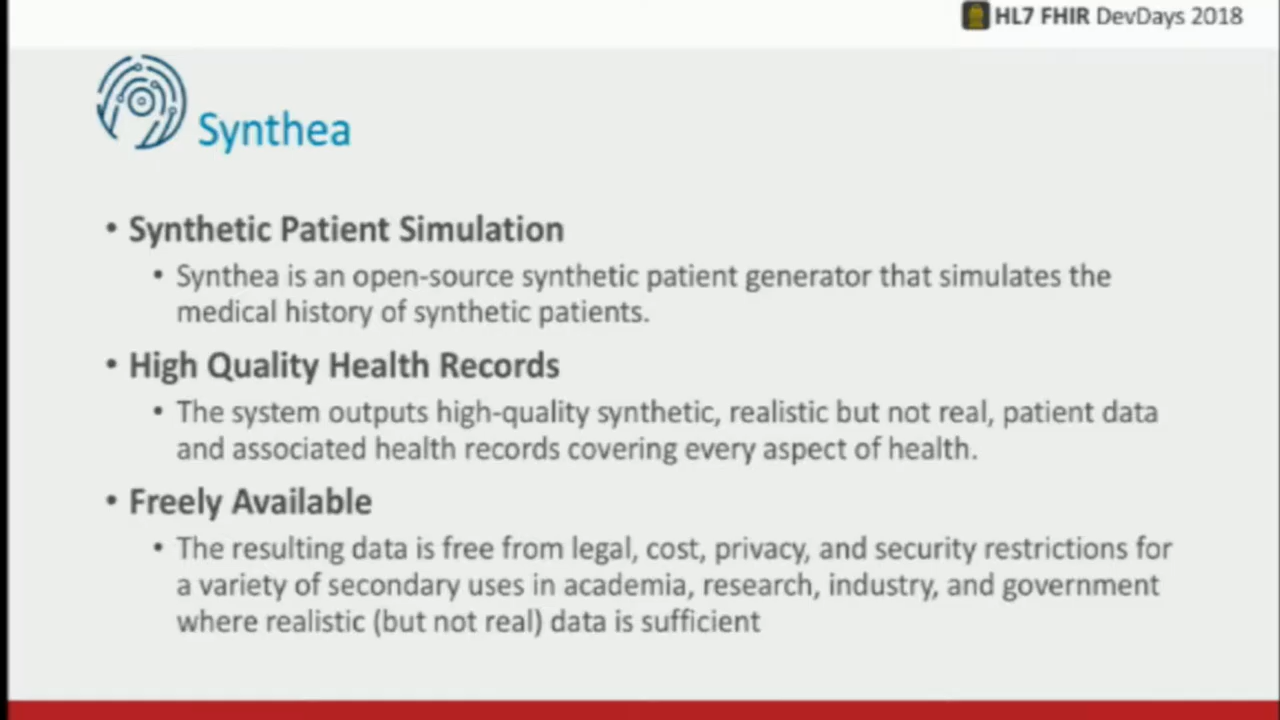 HL7 FHIR DevDays 2018
Synthea
• Synthetic Patient Simulation
• Synthea is an open-source synthetic patient generator that simulates the
medical history of synthetic patients.
• High Quality Health Records
• The system outputs high-quality synthetic, realistic but not real, patient data
and associated health records covering every aspect of health.
• Freely Available
• The resulting data is free from legal, cost, privacy, and security restrictions for
a variety of secondary uses in academia, research, industry, and government
where realistic (but not real) data is sufficient